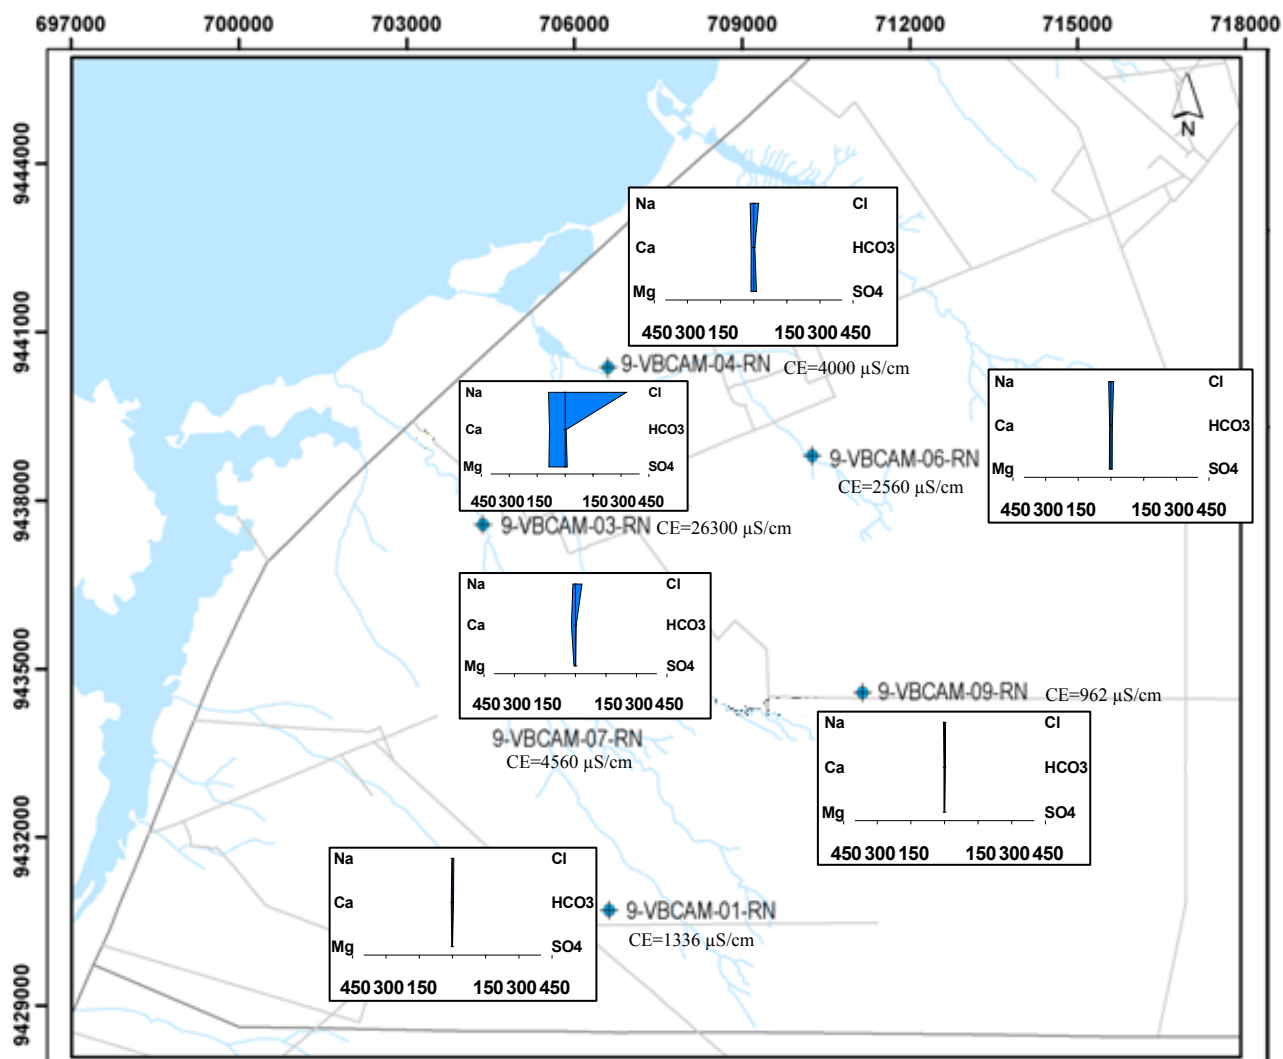 697000 700000 703000 706000 709000 712000 715000 718000
9444000
9441000
9438000
9435000
9432000
9429000
N
Na Cl
Ca HCO3
Mg SO4
450 300 150 150 300 450
9-VBCAM-04-RN CE=4000 µS/cm
Na Cl
Ca HCO3
Mg SO4
450 300 150 150 300 450
9-VBCAM-03-RN CE=26300 µS/cm
Na Cl
Ca HCO3
Mg SO4
450 300 150 150 300 450
9-VBCAM-06-RN
CE=2560 µS/cm
Na Cl
Ca HCO3
Mg SO4
450 300 150 150 300 450
9-VBCAM-07-RN
CE=4560 µS/cm
9-VBCAM-09-RN CE=962 µS/cm
Na Cl
Ca HCO3
Mg SO4
450 300 150 150 300 450
Na Cl
Ca HCO3
Mg SO4
450 300 150 150 300 450
9-VBCAM-01-RN
CE=1336 µS/cm